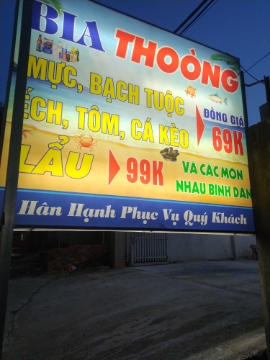 BIA THOÒNG
MỰC, BẠCH TUỘC
ẾCH, TÔM, CÁ KÈO
ĐỒNG GIÁ
69K
LẨU 99K
VÀ CÁC MÓN
NHẬU BÌNH DÂN
Hân Hạnh Phục Vụ Quý Khách